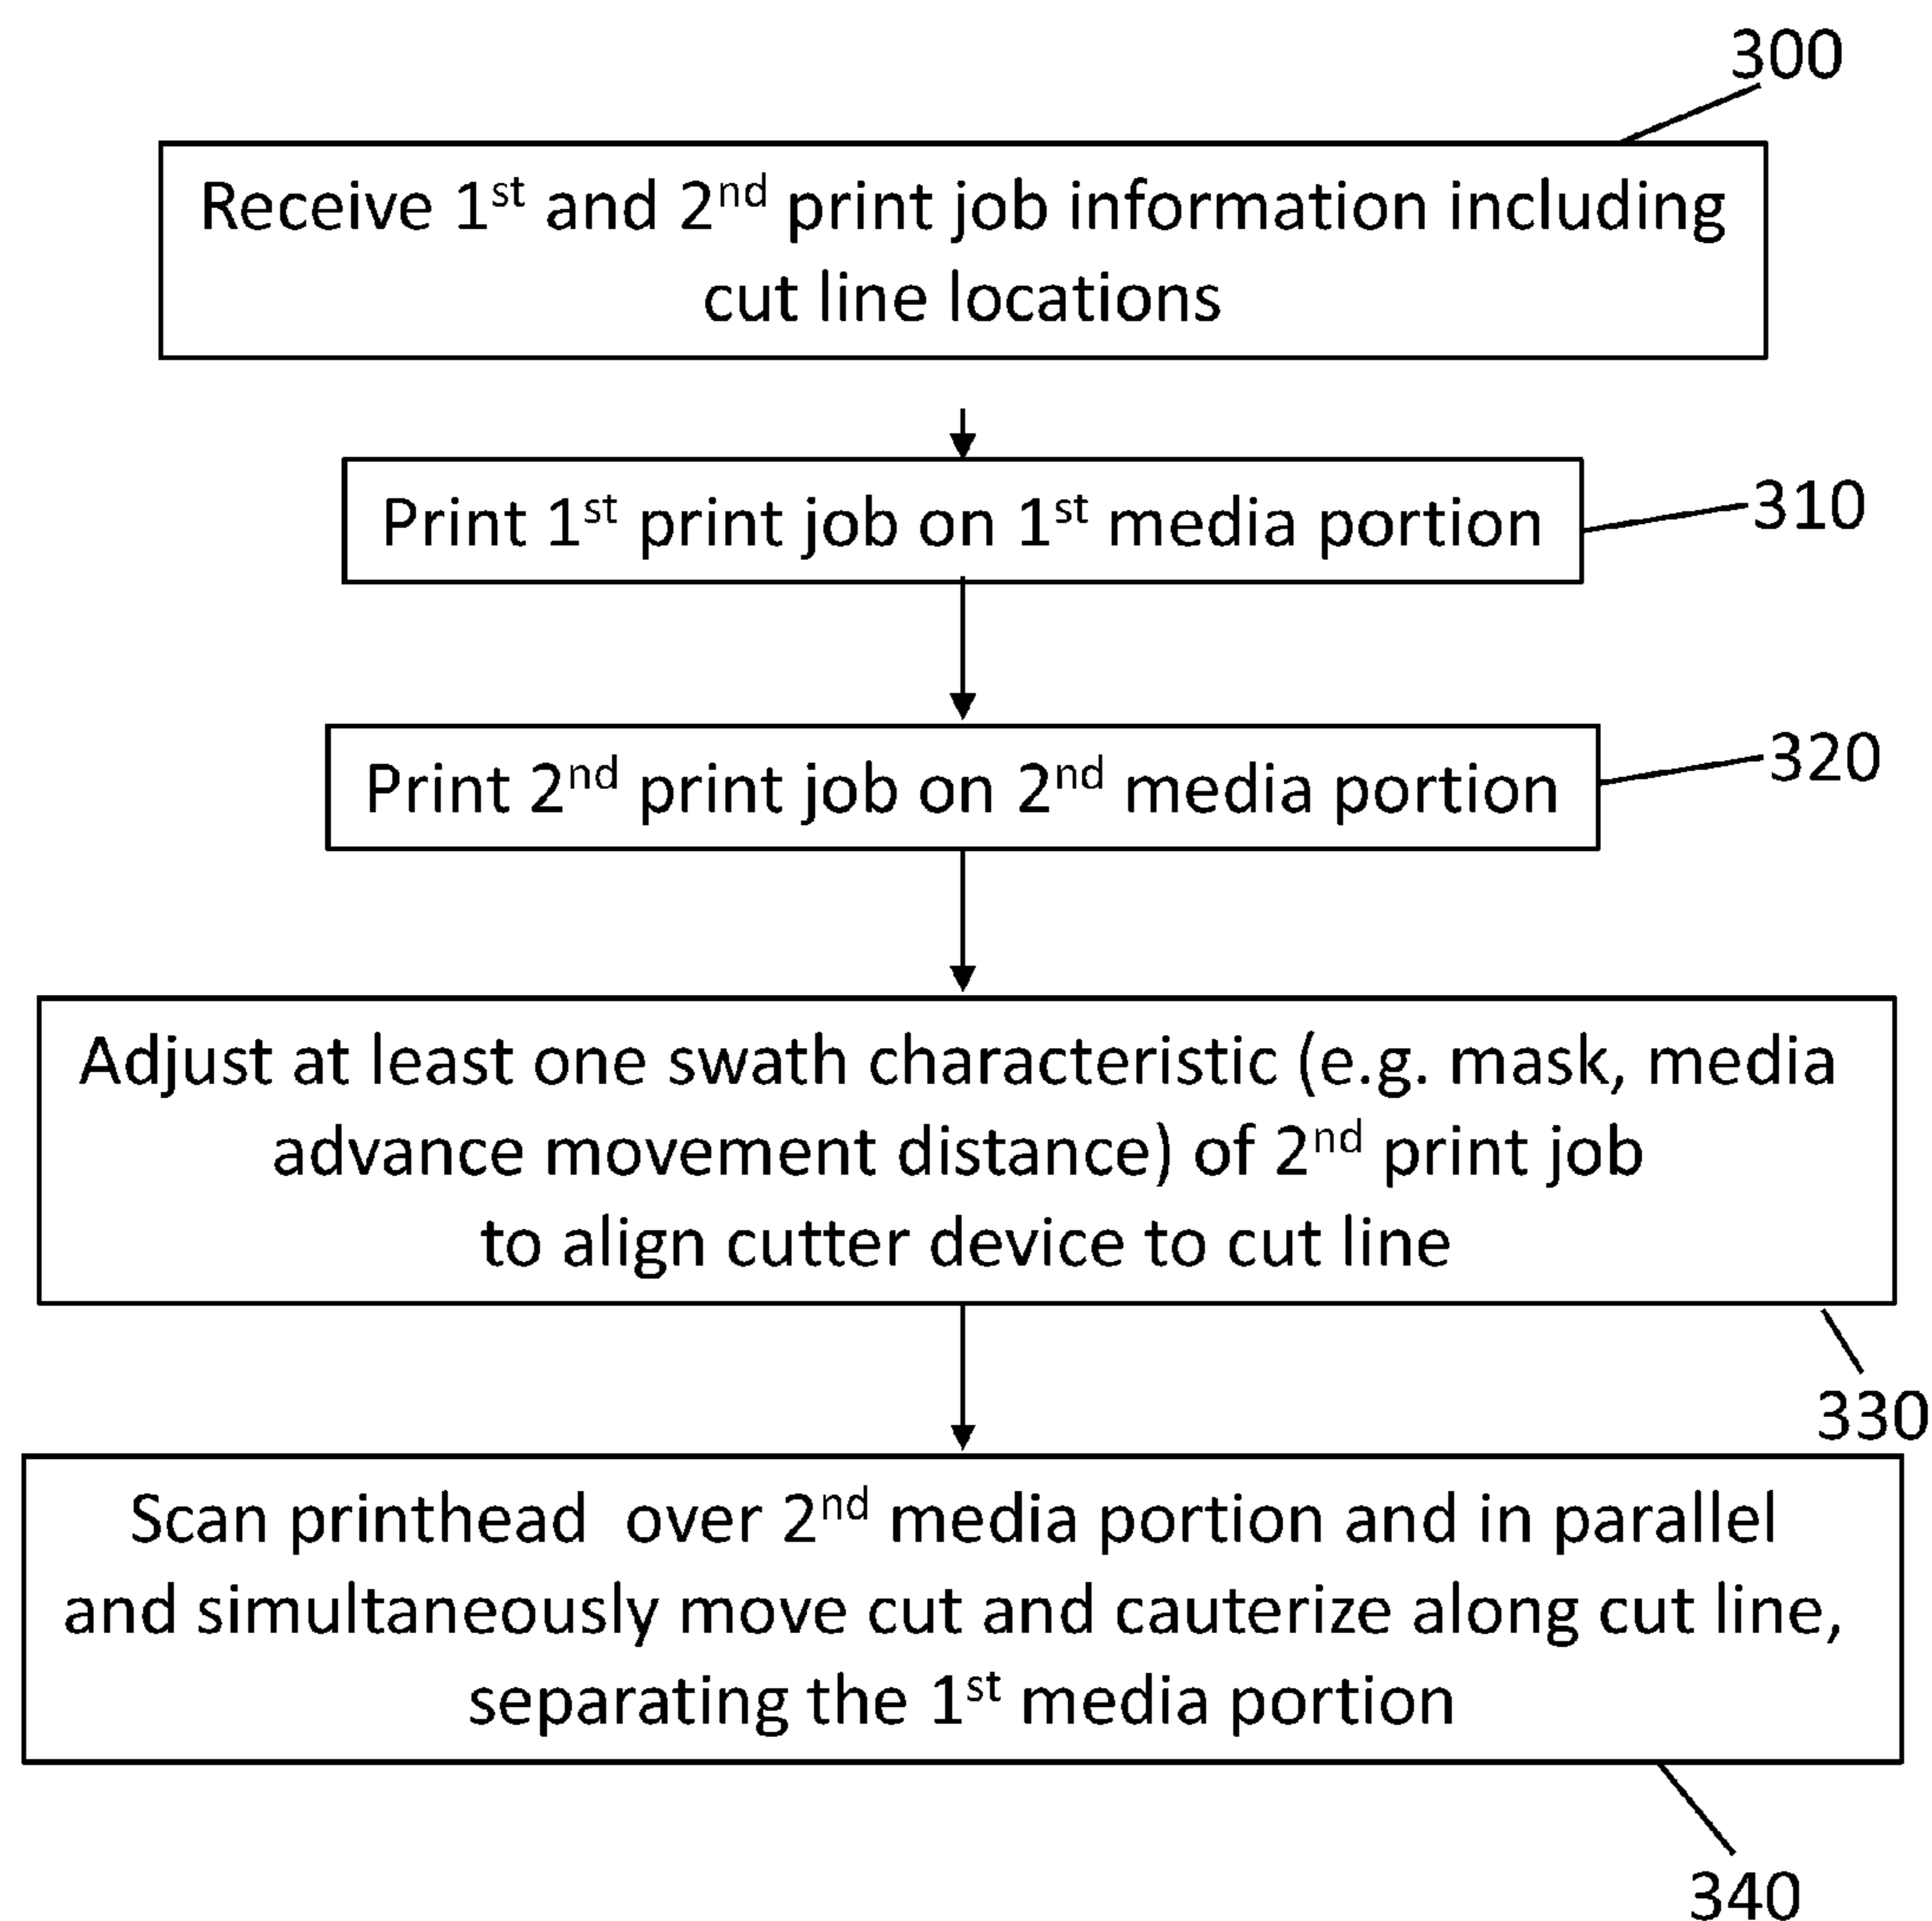 300
Receive 1st and 2nd print job information including
cut line locations
Print 1st print job on 1st media portion
310
Print 2nd print job on 2nd media portion
320
Adjust at least one swath characteristic (e.g. mask, media
advance movement distance) of 2nd print job
to align cutter device to cut line
330
Scan printhead over 2nd media portion and in parallel
and simultaneously move cut and cauterize along cut line,
separating the 1st media portion
340